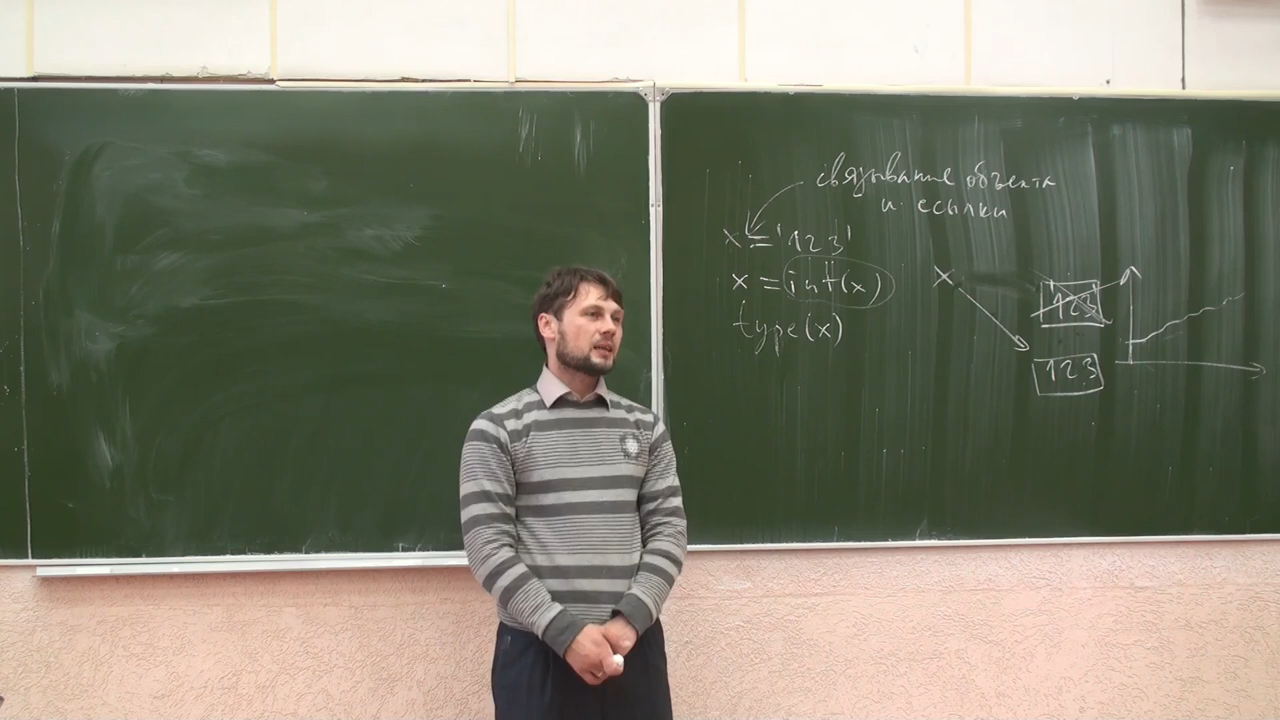 связывание объекта
и ссылки
x = '123'
x = int(x)
type(x)
x
'123'
123